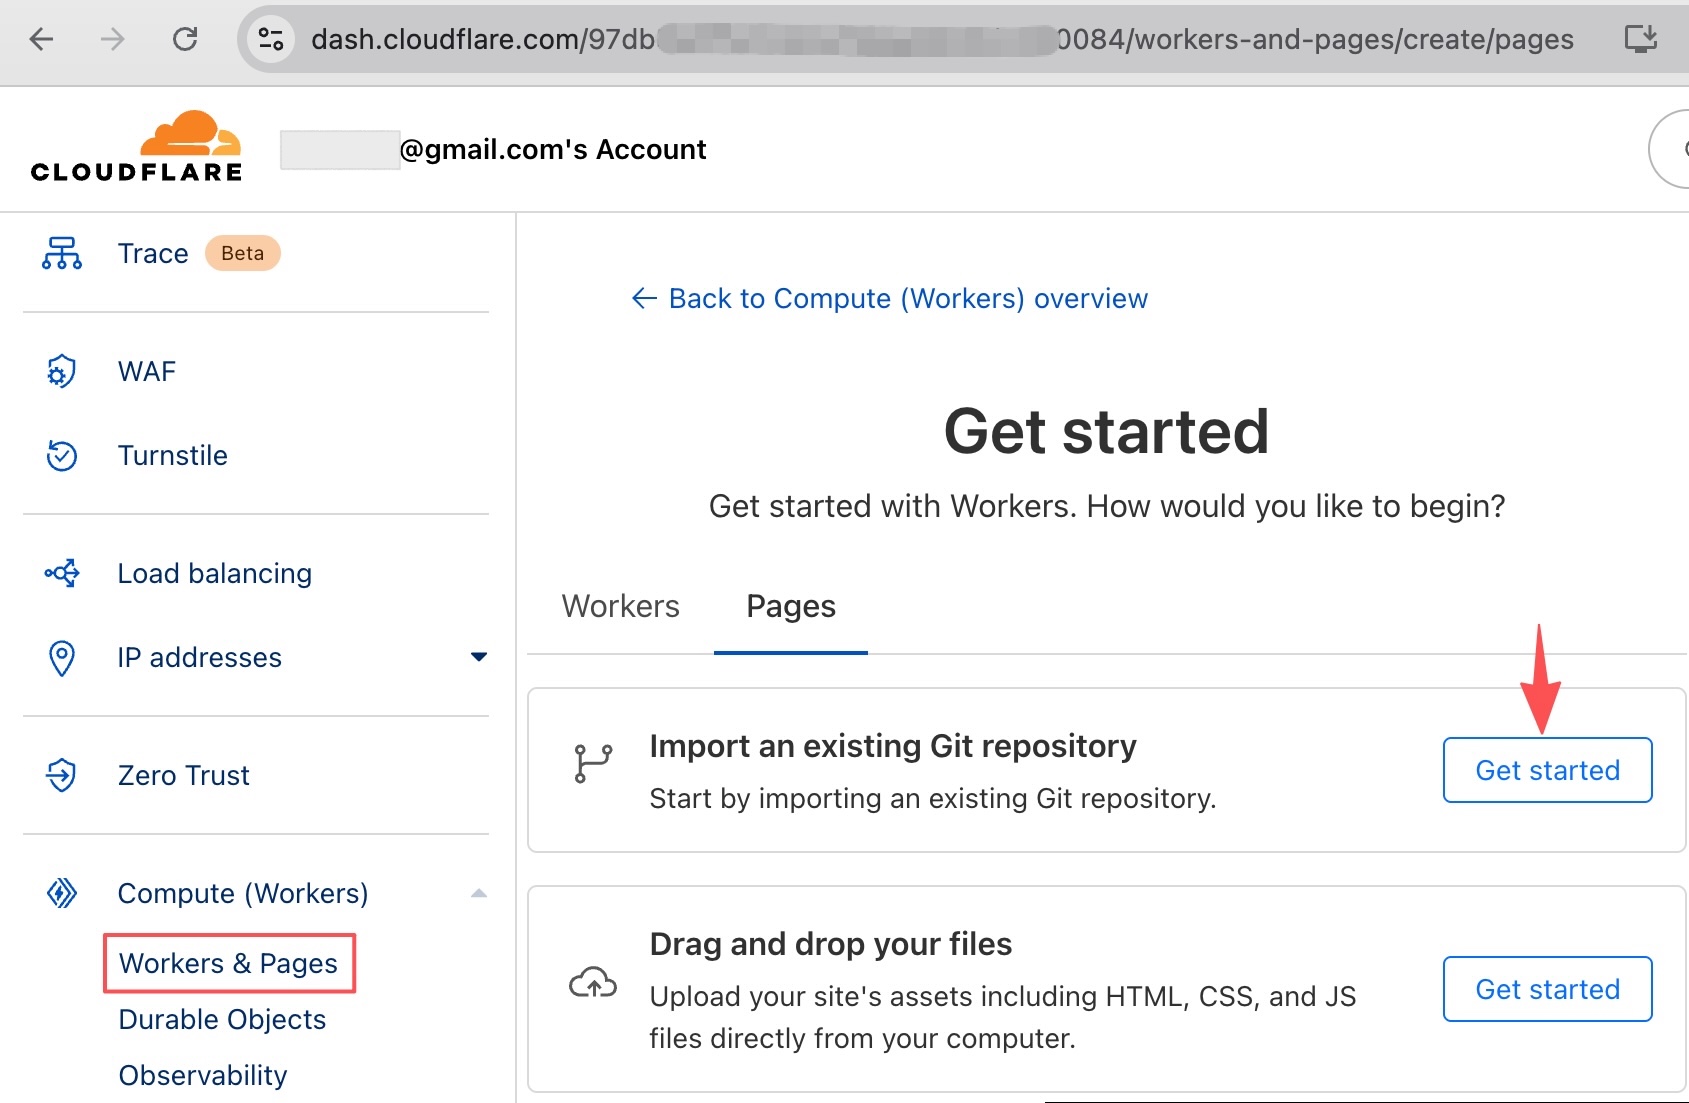 dash.cloudflare.com/97db 0084/workers-and-pages/create/pages
CLOUDFLARE
@gmail.com's Account
Trace Beta
WAF
Turnstile
Load balancing
IP addresses
Zero Trust
Compute (Workers)
Workers & Pages
Durable Objects
Observability
← Back to Compute (Workers) overview
Get started
Get started with Workers. How would you like to begin?
Workers Pages
Import an existing Git repository
Start by importing an existing Git repository.
Get started
Drag and drop your files
Upload your site's assets including HTML, CSS, and JS
files directly from your computer.
Get started